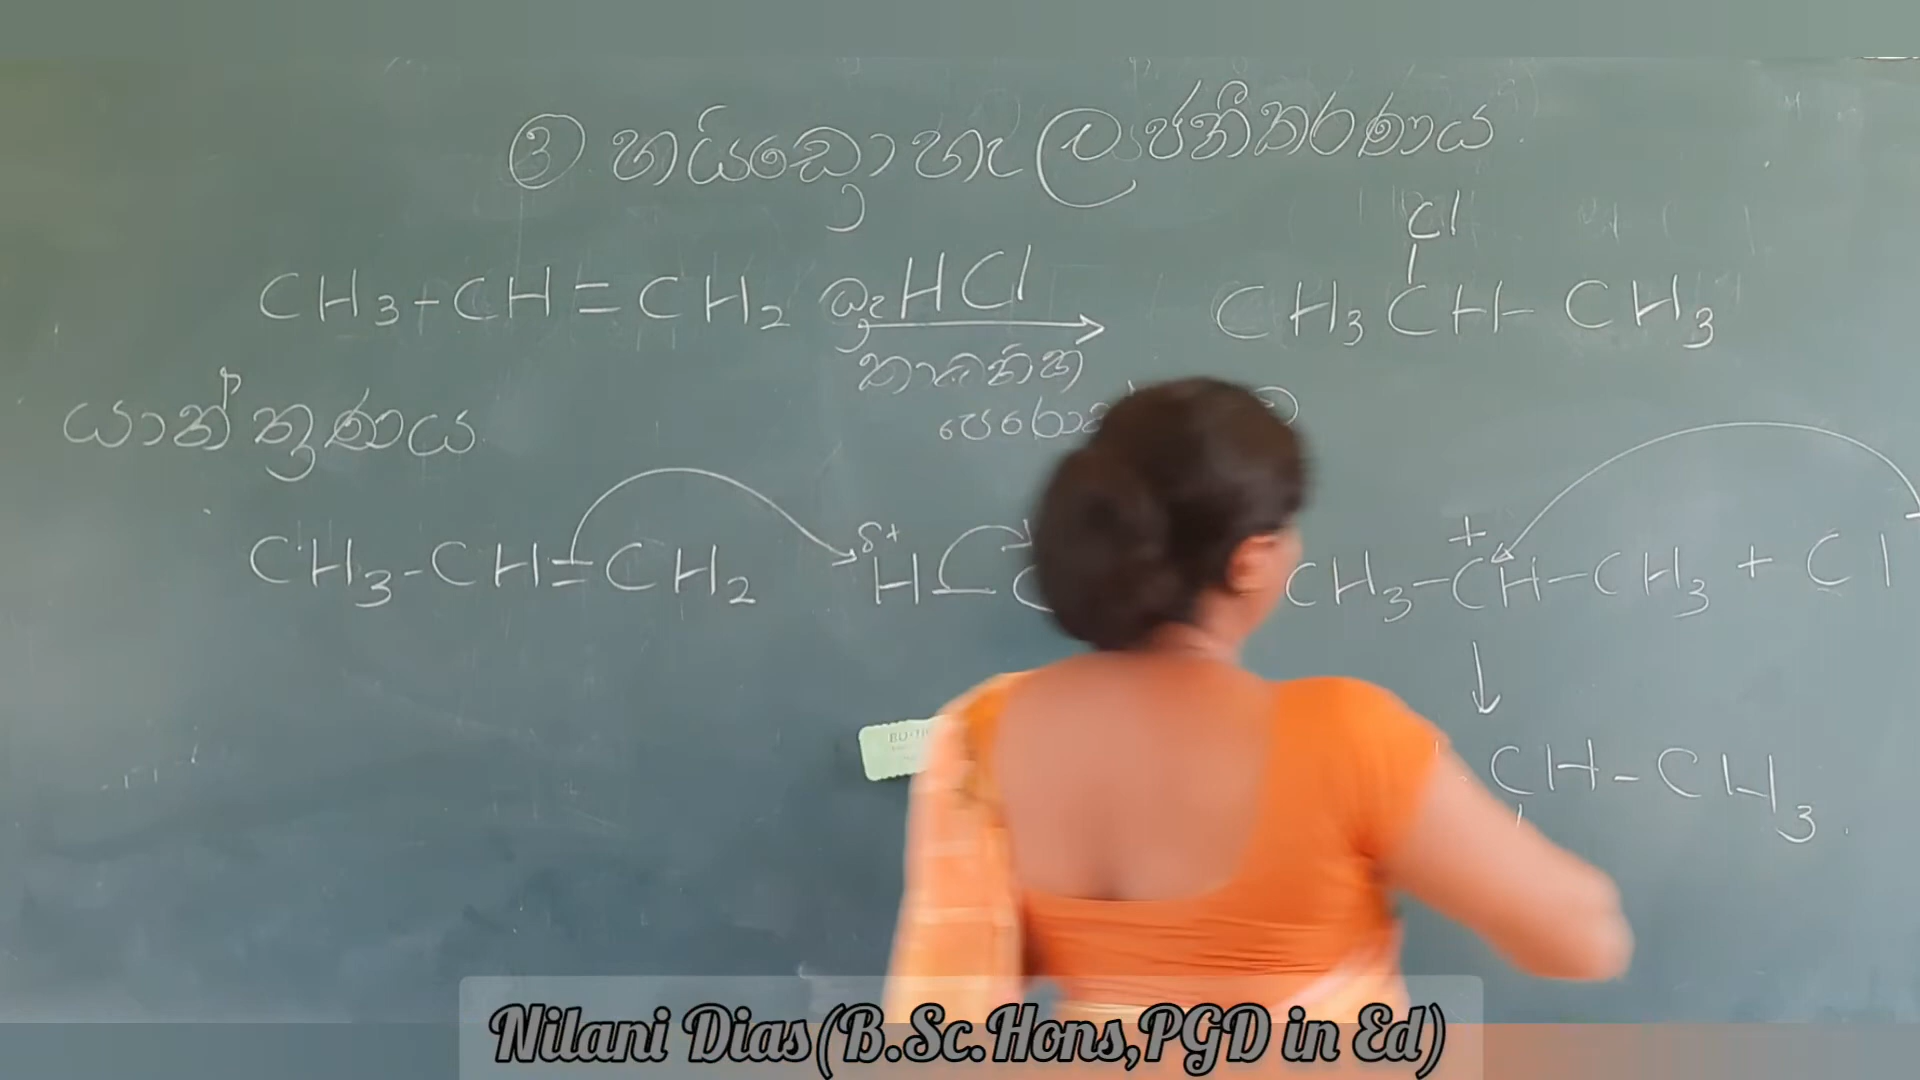 ③ හයිඩ්‍රොහැලජනීකරණය
CH₃-CH=CH₂ ධ්‍රැ HCl → CH₃CH-CH₃
Cl
කාබනික
යාන්ත්‍රණය
CH₃-CH=CH₂ δ+ H CH₃-CH-CH₃ + Cl
+
↓
CH-CH₃
Nilani Dias(B.Sc.Hons,PGD in Ed)